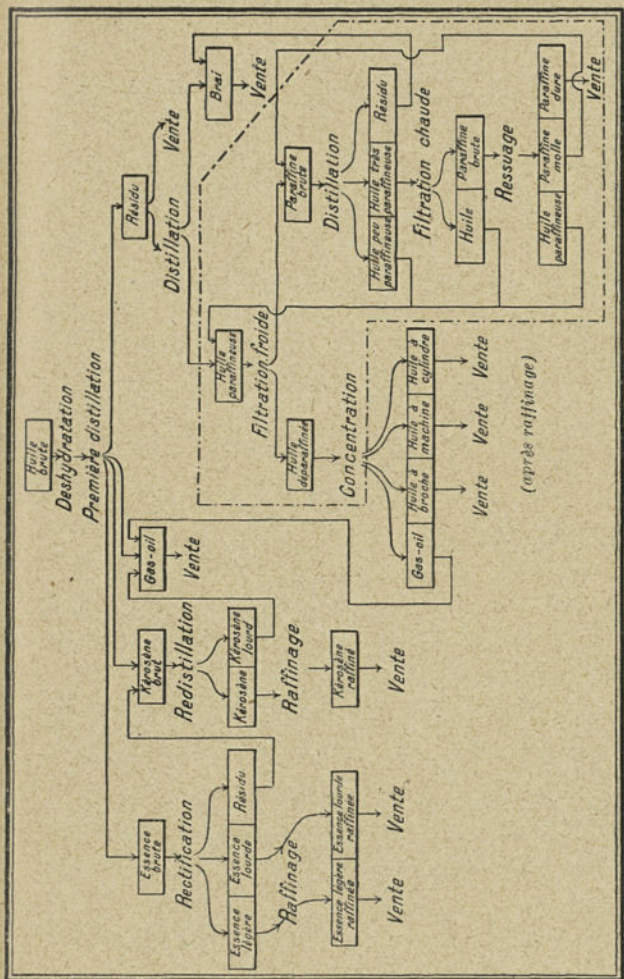 Huile
brute
Deshydratation
Première distillation
Essence
brute
Rectification
Essence
légère
Essence
lourde
Résidu
Raffinage
Essence légère
raffinée
Essence lourde
raffinée
Vente
Vente
Kérosène
brut
Redistillation
Kérosène
Kérosène
lourd
Raffinage
Kérosène
raffiné
Vente
Gas-oil
Vente
Résidu
Vente
Distillation
Brai
Vente
Huile
paraffineuse
Filtration froide
Huile
déparaffinée
Concentration
Gas-oil
Huile à
broche
Huile à
machine
Huile à
cylindre
Vente
Vente
Vente
(après raffinage)
Paraffine
brute
Distillation
Huile peu
paraffineuse
Huile très
paraffineuse
Résidu
Filtration chaude
Huile
Paraffine
brute
Ressuage
Huile
paraffineuse
Paraffine
molle
Paraffine
dure
Vente